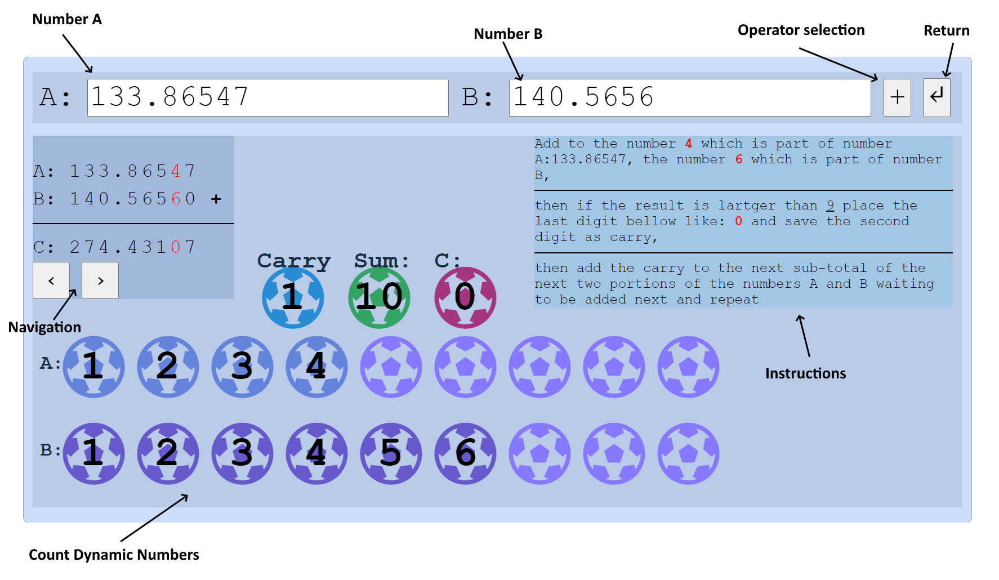 Number A
Number B
Operator selection
Return
A: 133.86547 B: 140.5656 + ↵
A: 133.86547
B: 140.56560 +
C: 274.43107
< >
Navigation
Add to the number 4 which is part of number
A:133.86547, the number 6 which is part of number
B,
then if the result is lartger than 9 place the
last digit bellow like: 0 and save the second
digit as carry,
then add the carry to the next sub-total of the
next two portions of the numbers A and B waiting
to be added next and repeat
Carry Sum: C:
1 10 0
Instructions
A: 1 2 3 4
B: 1 2 3 4 5 6
Count Dynamic Numbers